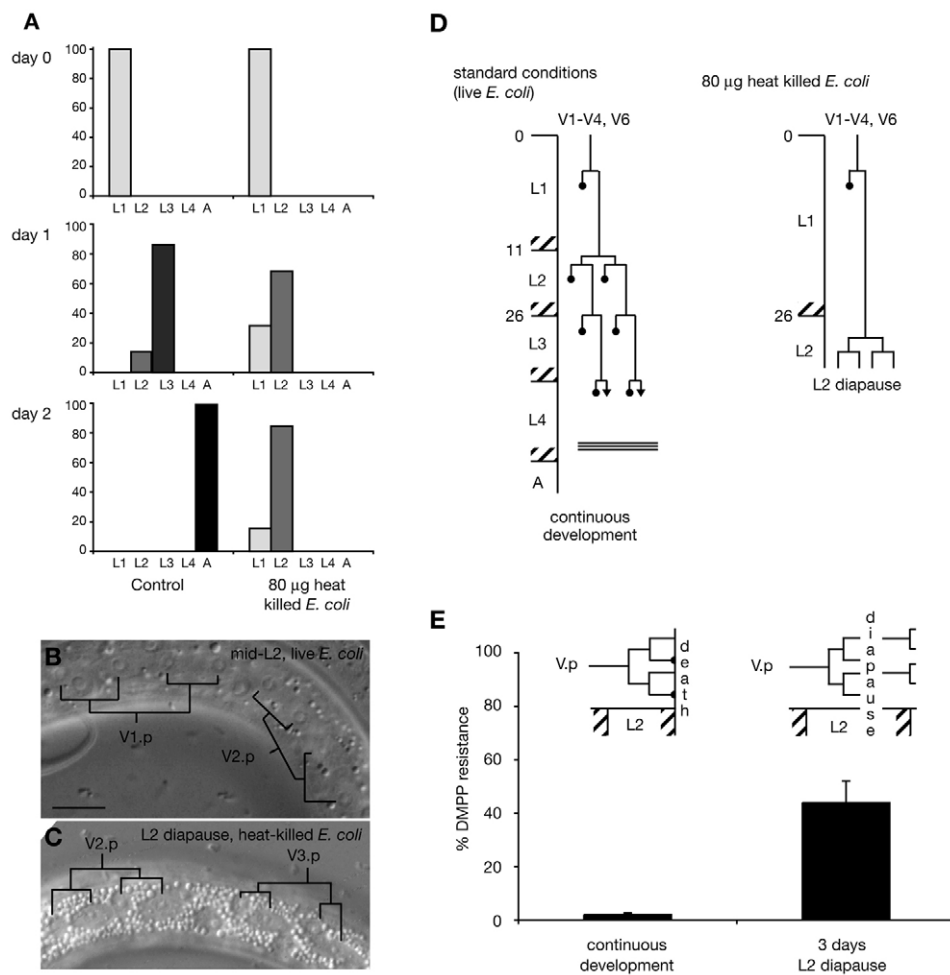 A
day 0
100
80
60
40
20
0
L1 L2 L3 L4 A L1 L2 L3 L4 A
day 1
100
80
60
40
20
0
L1 L2 L3 L4 A L1 L2 L3 L4 A
day 2
100
80
60
40
20
0
L1 L2 L3 L4 A L1 L2 L3 L4 A
Control
80 µg heat
killed E. coli
B
mid-L2, live E. coli
V1.p
V2.p
C
L2 diapause, heat-killed E. coli
V2.p
V3.p
D
standard conditions
(live E. coli)
V1-V4, V6
0
L1
11
L2
26
L3
L4
A
continuous
development
80 µg heat killed E. coli
V1-V4, V6
0
L1
26
L2
L2 diapause
E
% DMPP resistance
100
80
60
40
20
0
V.p
death
L2
V.p
diapause
L2
continuous
development
3 days
L2 diapause